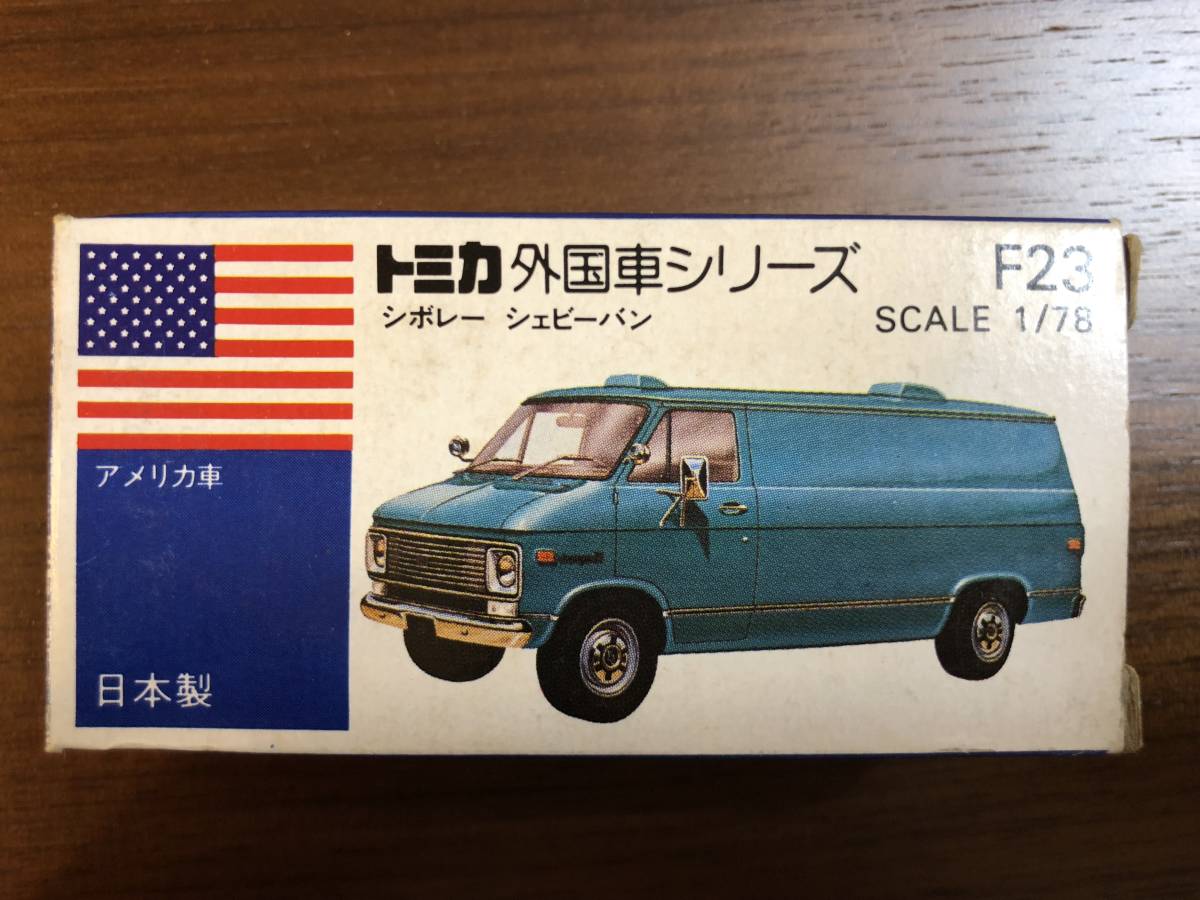 トミカ 外国車シリーズ F23
シボレー シェビーバン SCALE 1/78
アメリカ車
日本製